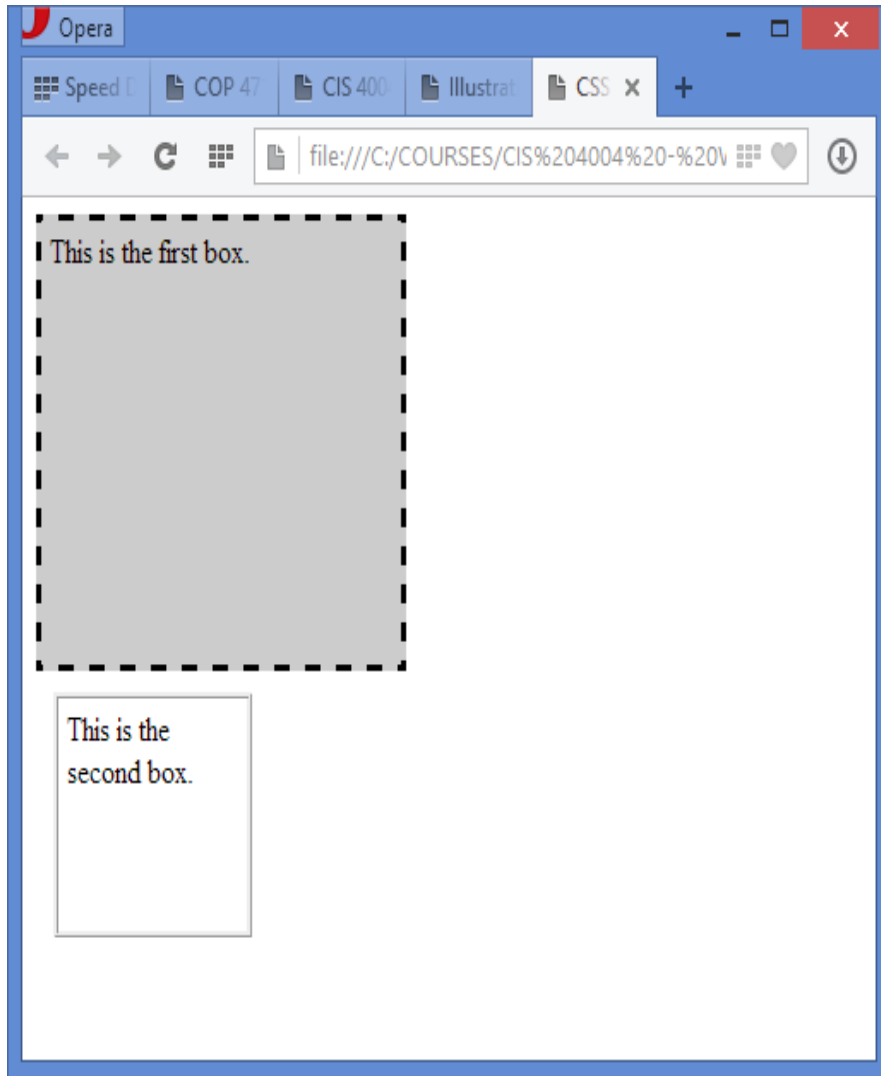 Opera
Speed D
COP 47
CIS 400
Illustrat
CSS
file:///C:/COURSES/CIS%204004%20-%20V
This is the first box.
This is the
second box.